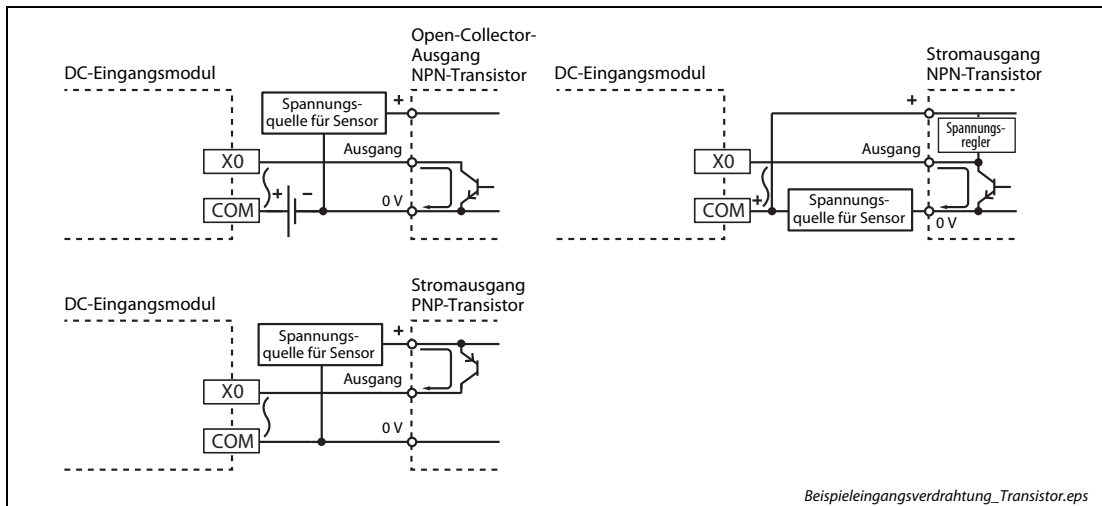 DC-Eingangsmodul
Open-Collector-
Ausgang
NPN-Transistor
Spannungs-
quelle für Sensor
+
Ausgang
X0
+
−
COM
0 V
DC-Eingangsmodul
Stromausgang
NPN-Transistor
+
Spannungs-
regler
Ausgang
X0
COM
+
Spannungs-
quelle für Sensor
0 V
DC-Eingangsmodul
Stromausgang
PNP-Transistor
Spannungs-
quelle für Sensor
+
Ausgang
X0
COM
0 V
Beispieleingangsverdrahtung_Transistor.eps